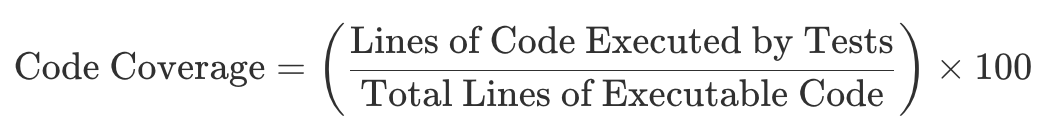 Code Coverage = ( Lines of Code Executed by Tests / Total Lines of Executable Code ) × 100